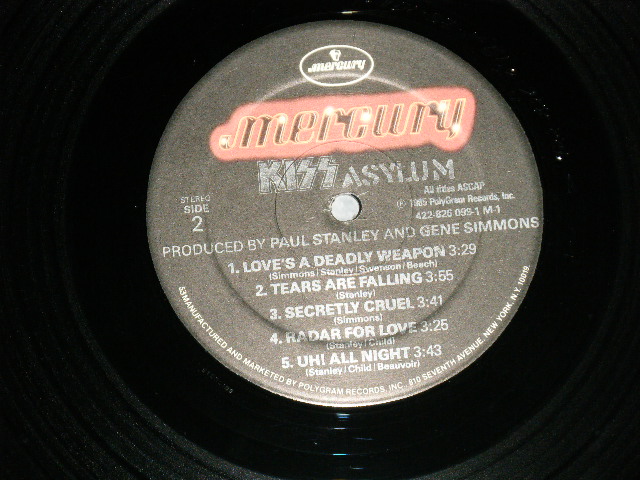 mercury
mercury
KISS ASYLUM
All titles ASCAP
℗ 1985 PolyGram Records, Inc.
422-826 099-1 M-1
STEREO
SIDE
2
PRODUCED BY PAUL STANLEY AND GENE SIMMONS
1. LOVE'S A DEADLY WEAPON 3:29
(Simmons/Stanley/Swenson/Beech)
2. TEARS ARE FALLING 3:55
(Stanley)
3. SECRETLY CRUEL 3:41
(Simmons)
4. RADAR FOR LOVE 3:25
(Stanley/Child)
5. UH! ALL NIGHT 3:43
(Stanley/Child/Beauvoir)
53 MANUFACTURED AND MARKETED BY POLYGRAM RECORDS, INC. 810 SEVENTH AVENUE, NEW YORK, N.Y. 10019